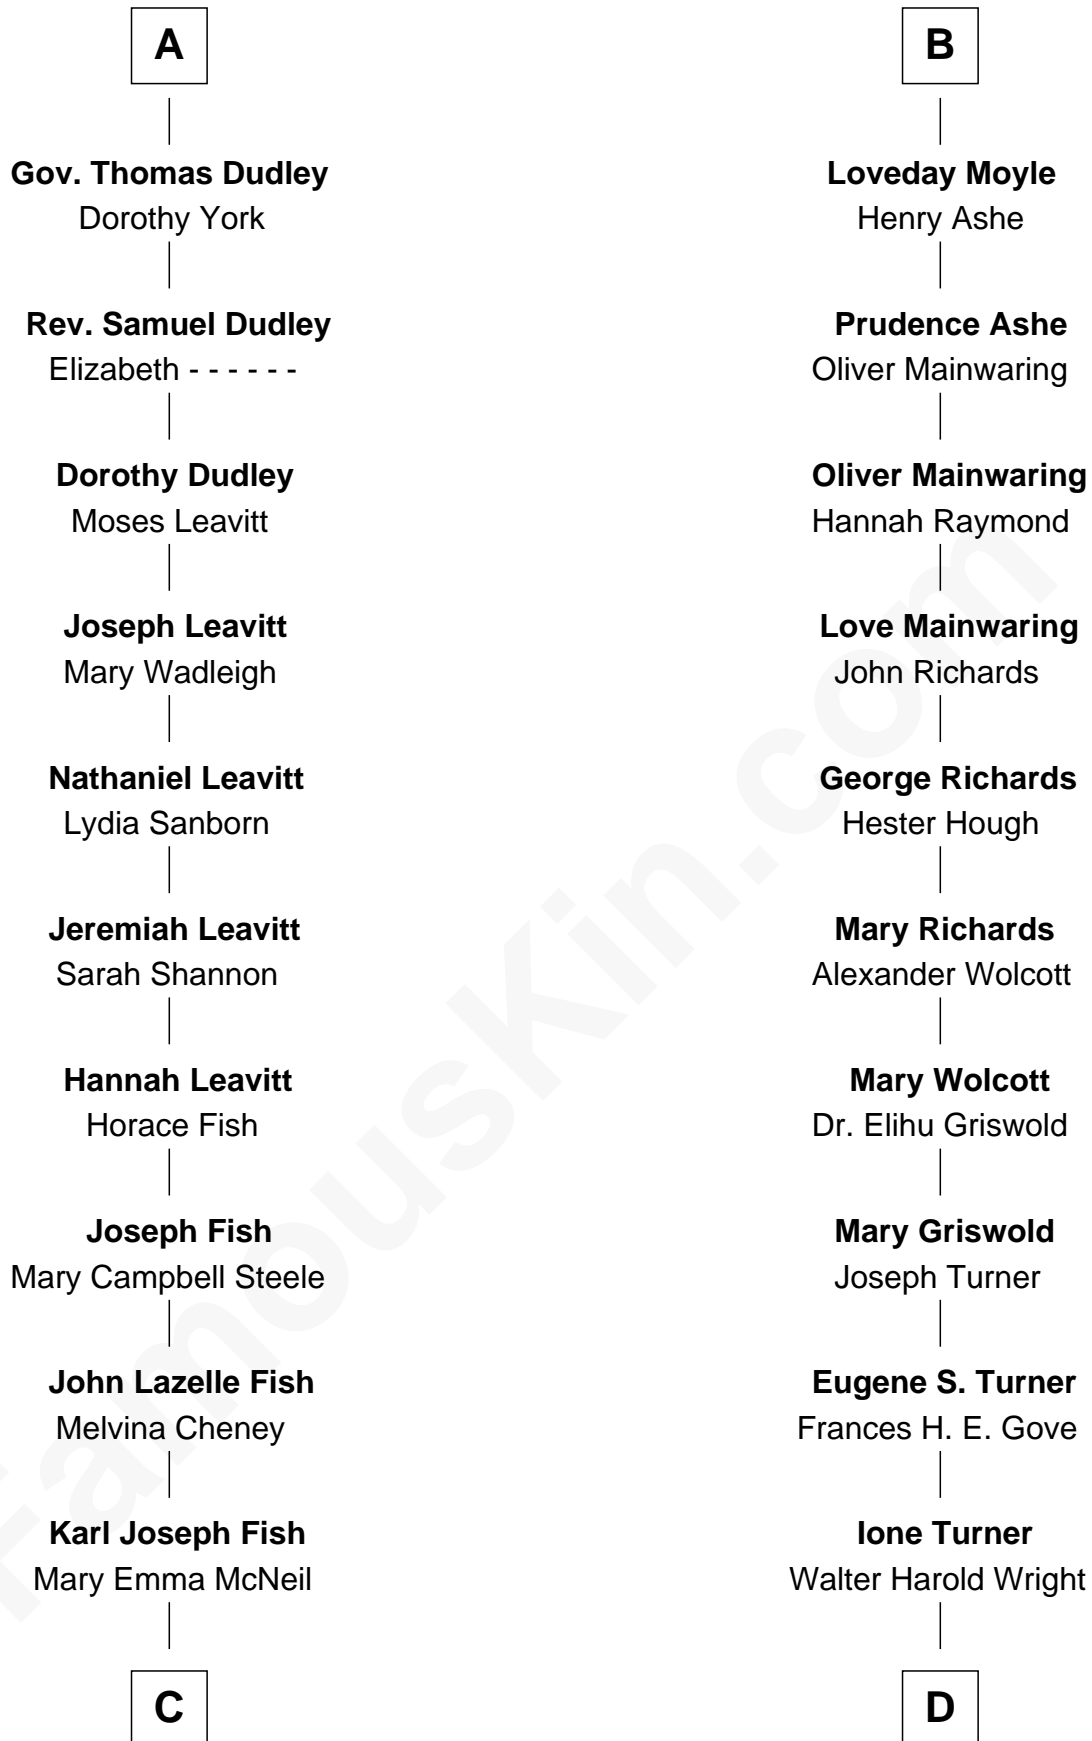 A
Gov. Thomas Dudley
Dorothy York
Rev. Samuel Dudley
Elizabeth - - - - - -
Dorothy Dudley
Moses Leavitt
Joseph Leavitt
Mary Wadleigh
Nathaniel Leavitt
Lydia Sanborn
Jeremiah Leavitt
Sarah Shannon
Hannah Leavitt
Horace Fish
Joseph Fish
Mary Campbell Steele
John Lazelle Fish
Melvina Cheney
Karl Joseph Fish
Mary Emma McNeil
C
B
Loveday Moyle
Henry Ashe
Prudence Ashe
Oliver Mainwaring
Oliver Mainwaring
Hannah Raymond
Love Mainwaring
John Richards
George Richards
Hester Hough
Mary Richards
Alexander Wolcott
Mary Wolcott
Dr. Elihu Griswold
Mary Griswold
Joseph Turner
Eugene S. Turner
Frances H. E. Gove
Ione Turner
Walter Harold Wright
D
FamousKin.com